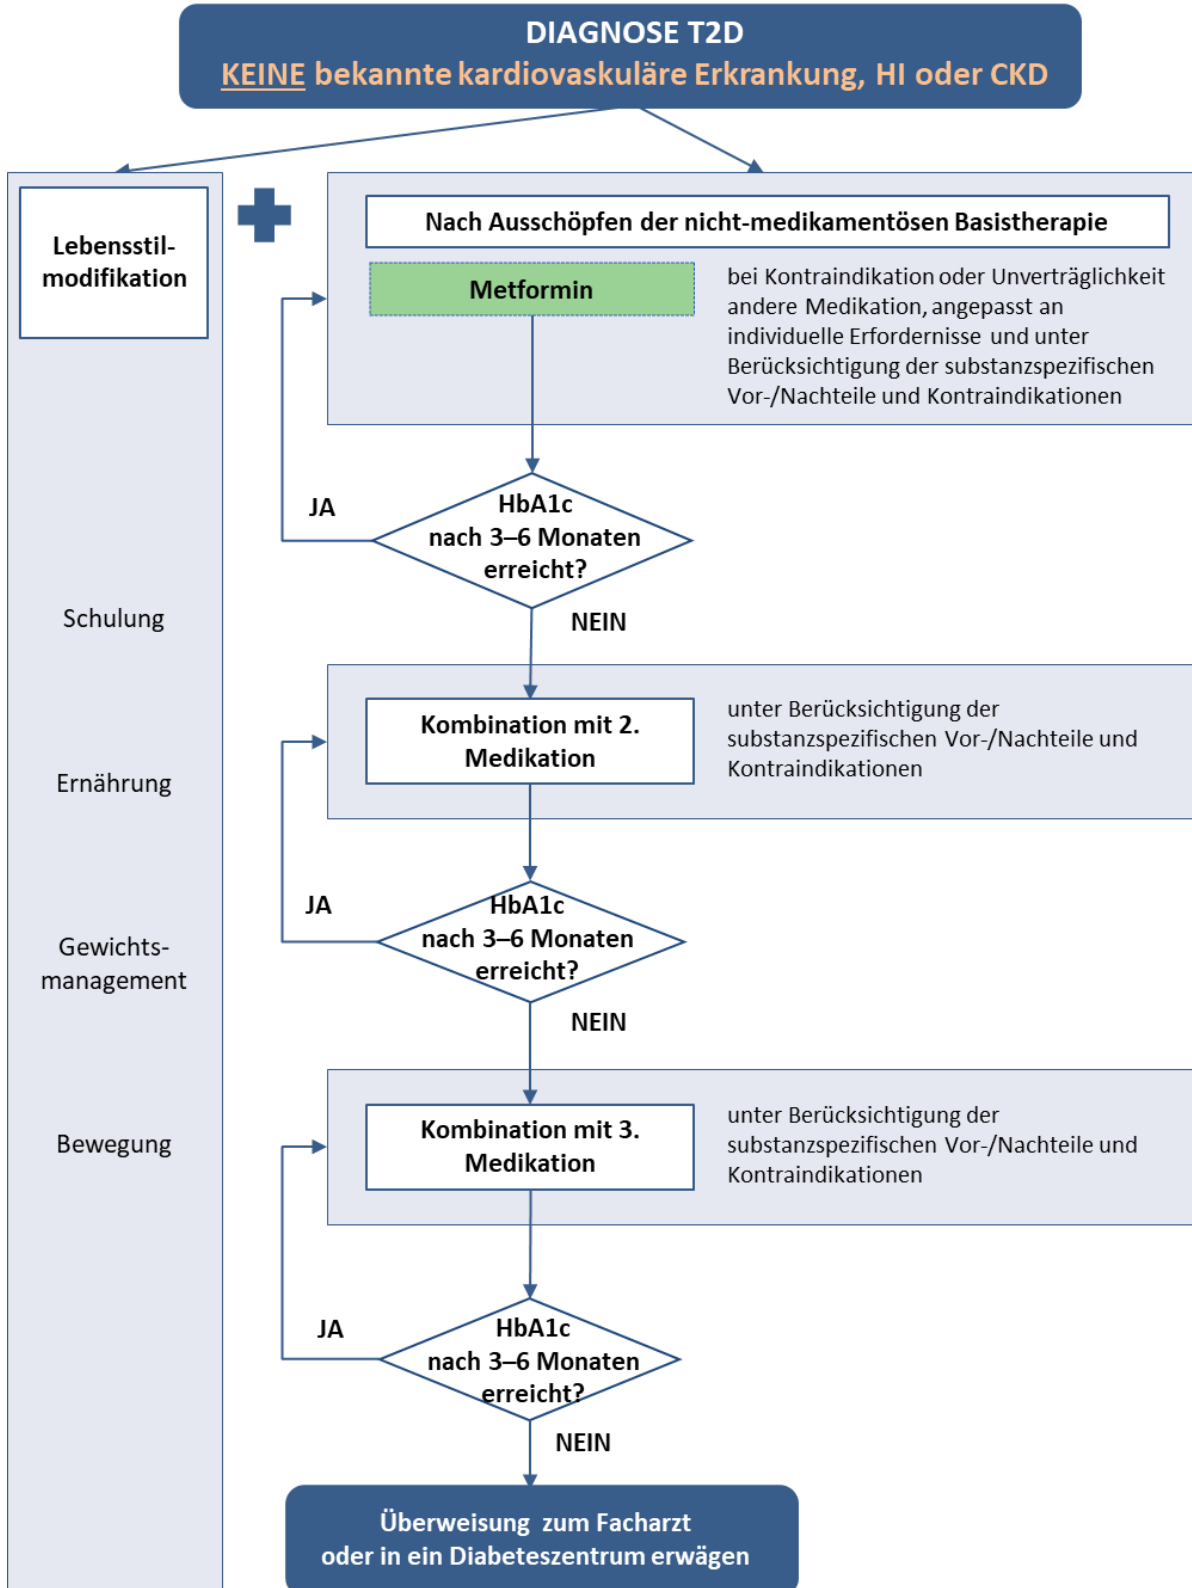 DIAGNOSE T2D
KEINE bekannte kardiovaskuläre Erkrankung, HI oder CKD
Lebensstil-
modifikation
Schulung
Ernährung
Gewichts-
management
Bewegung
Nach Ausschöpfen der nicht-medikamentösen Basistherapie
Metformin
bei Kontraindikation oder Unverträglichkeit
andere Medikation, angepasst an
individuelle Erfordernisse und unter
Berücksichtigung der substanzspezifischen
Vor-/Nachteile und Kontraindikationen
HbA1c
nach 3–6 Monaten
erreicht?
JA
NEIN
Kombination mit 2.
Medikation
unter Berücksichtigung der
substanzspezifischen Vor-/Nachteile und
Kontraindikationen
HbA1c
nach 3–6 Monaten
erreicht?
JA
NEIN
Kombination mit 3.
Medikation
unter Berücksichtigung der
substanzspezifischen Vor-/Nachteile und
Kontraindikationen
HbA1c
nach 3–6 Monaten
erreicht?
JA
NEIN
Überweisung zum Facharzt
oder in ein Diabeteszentrum erwägen